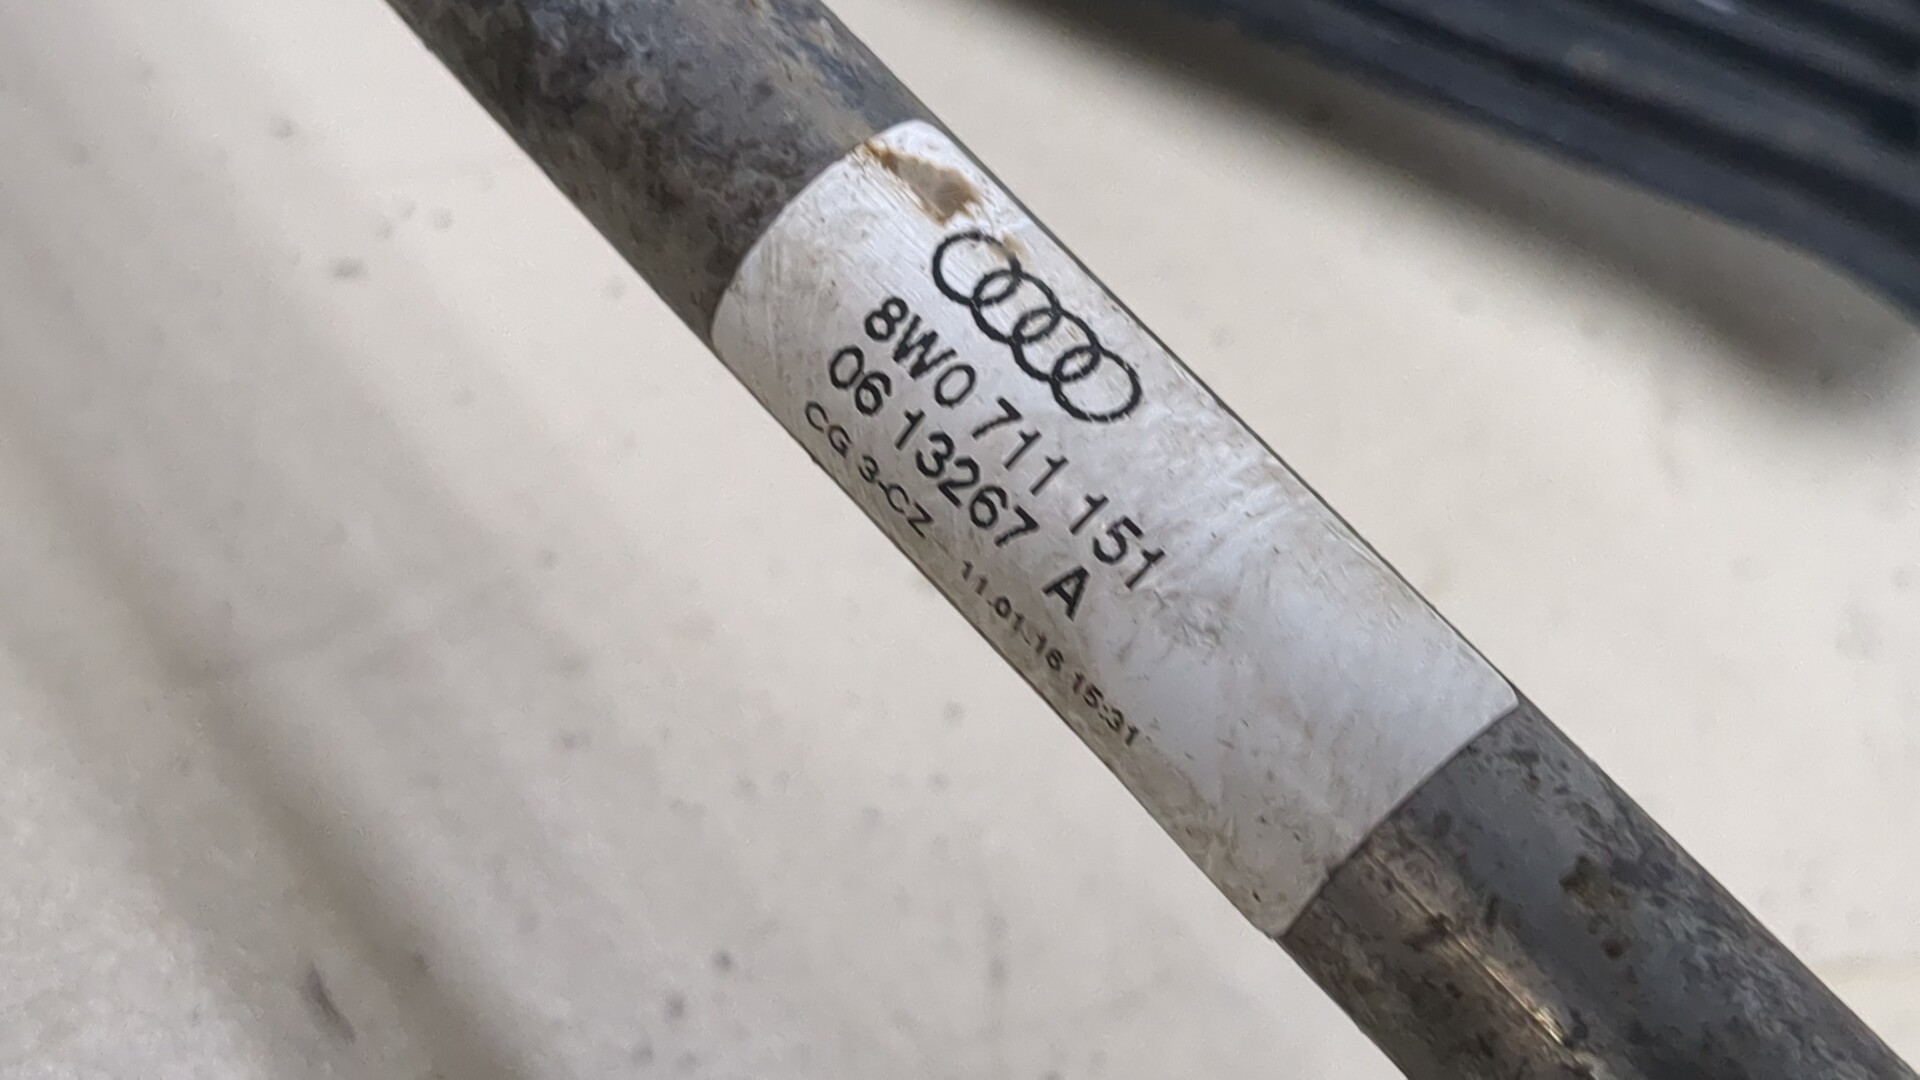 8W0 711 151
06 13267 A
CG 3-CZ 11.01.16 15:31